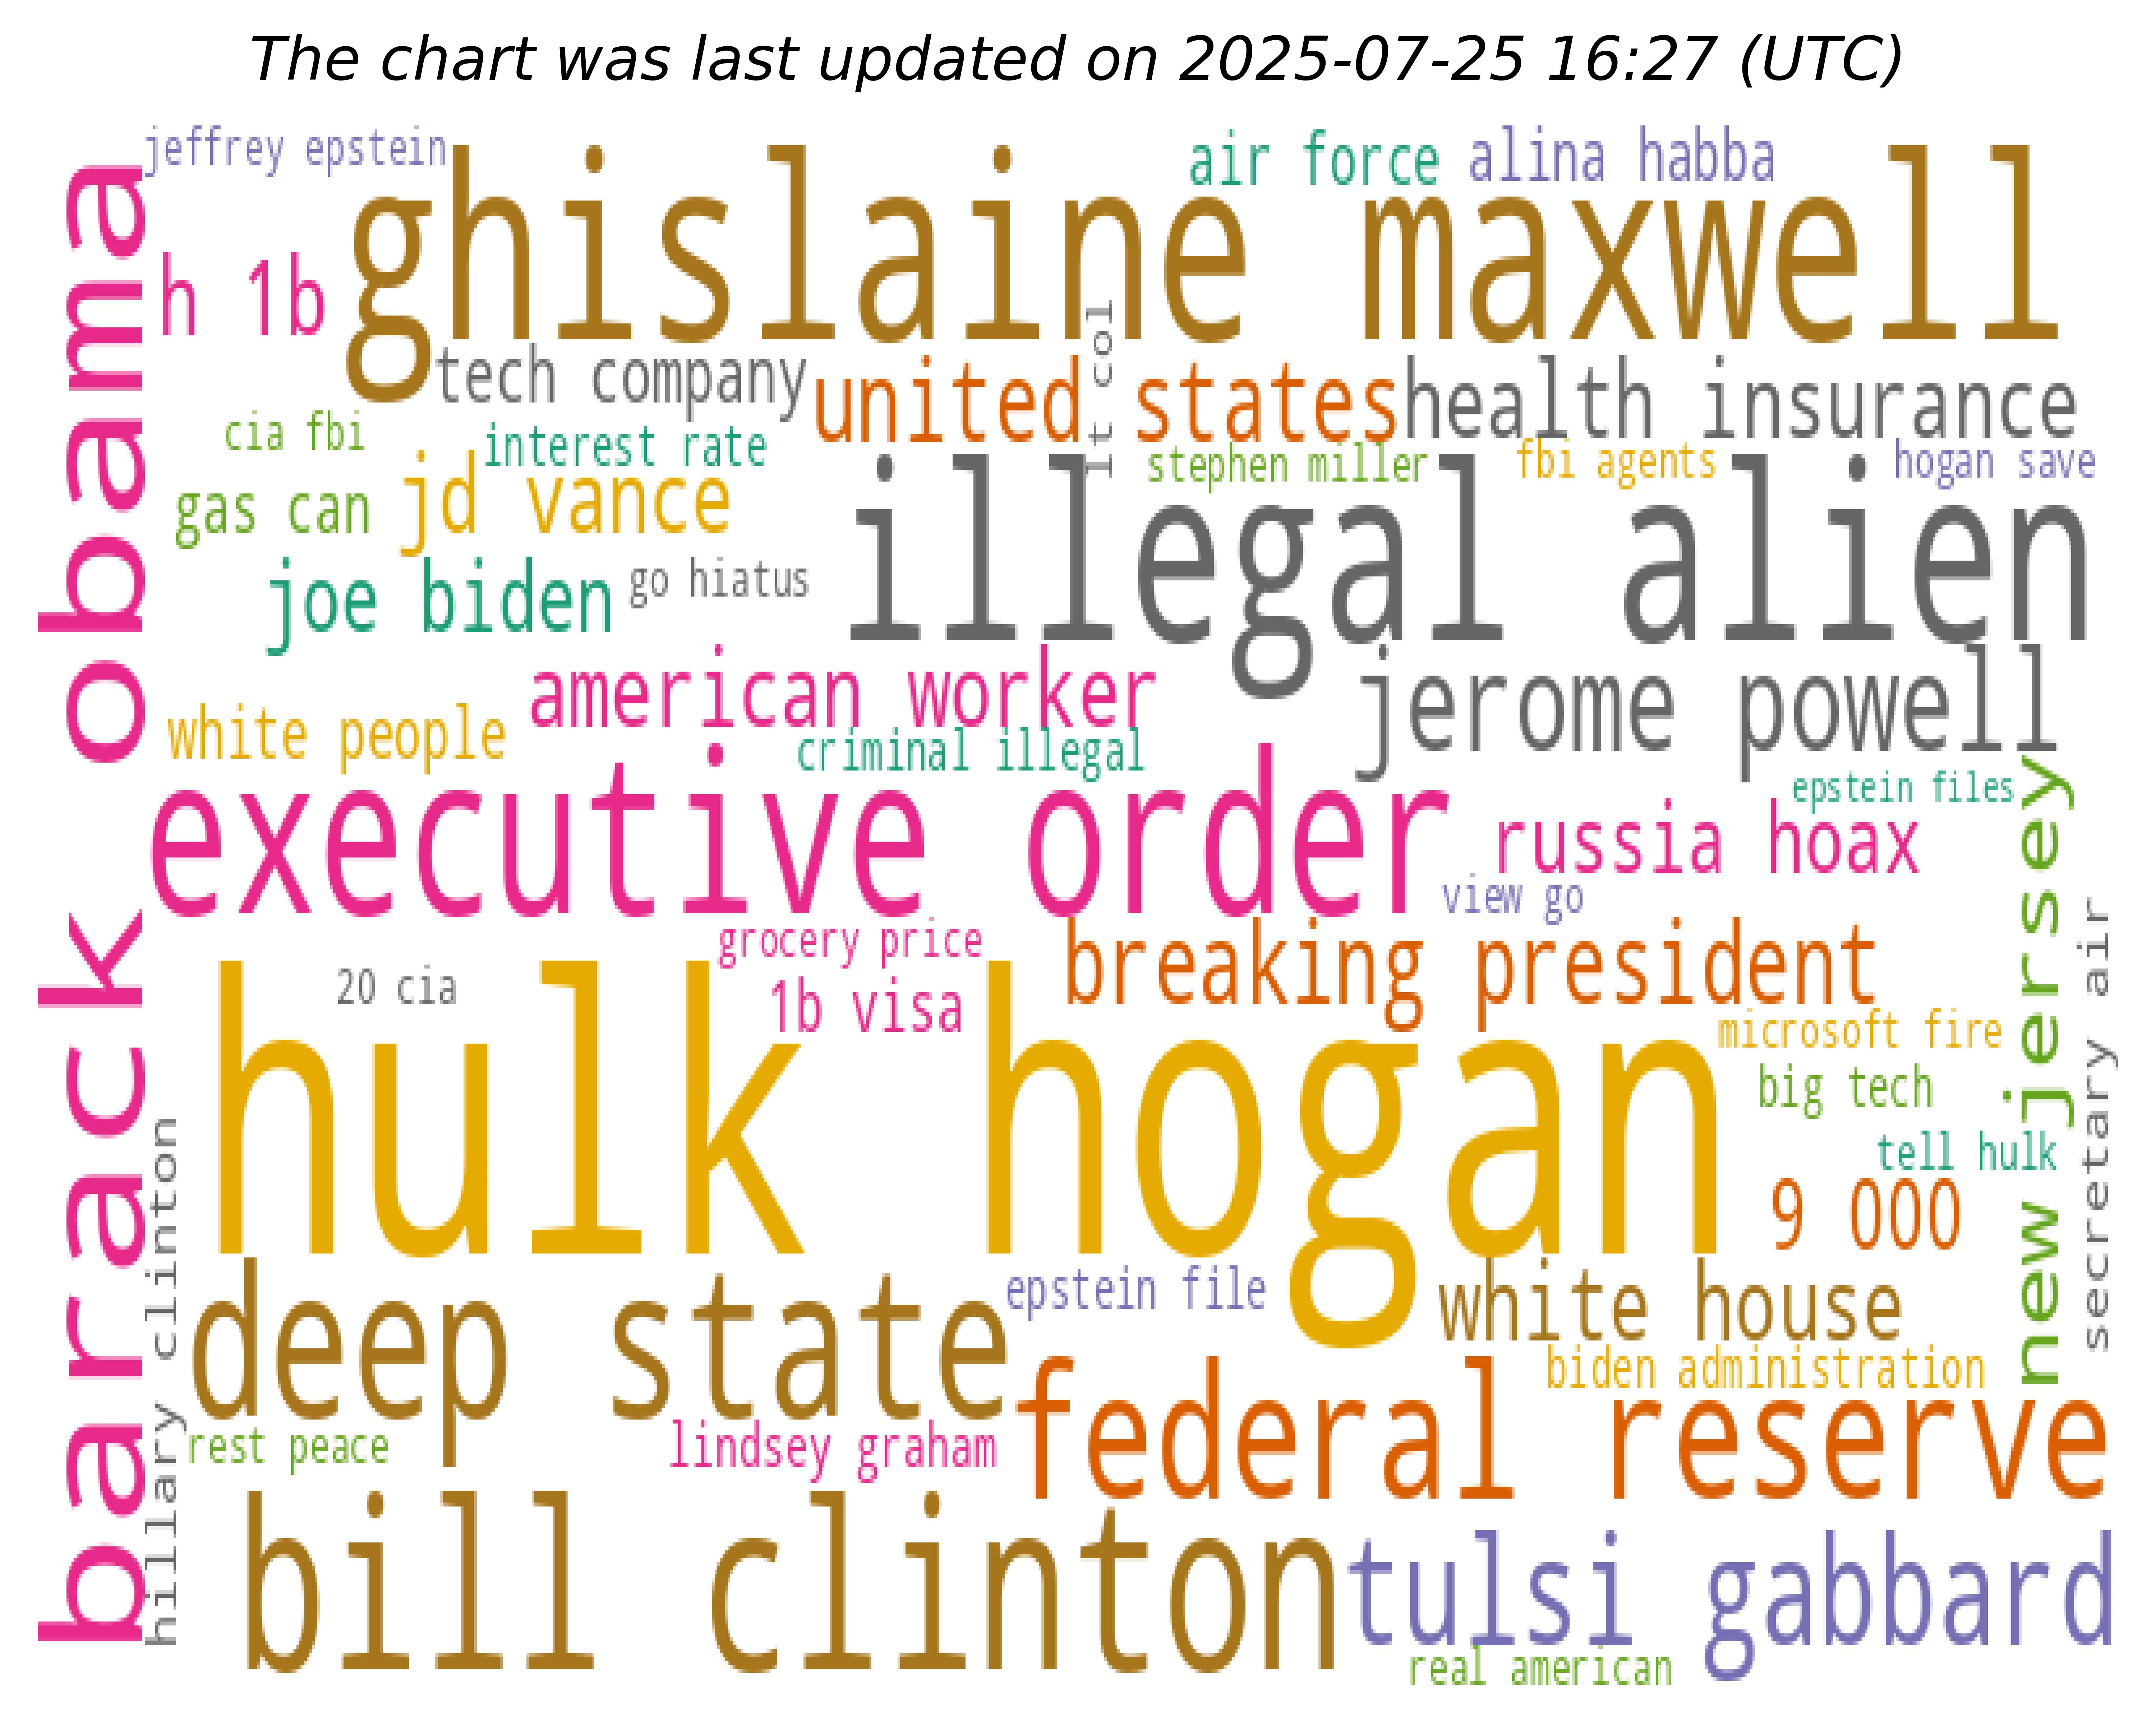 The chart was last updated on 2025-07-25 16:27 (UTC)
jeffrey epstein
air force
alina habba
ghislaine maxwell
h 1b
lt col
tech company
united states
health insurance
cia fbi
interest rate
stephen miller
fbi agents
hogan save
gas can
jd vance
illegal alien
joe biden
go hiatus
american worker
jerome powell
white people
criminal illegal
executive order
epstein files
russia hoax
view go
barack obama
grocery price
breaking president
20 cia
1b visa
hulk hogan
microsoft fire
big tech
new jersey
secretary air
tell hulk
9 000
hillary clinton
deep state
epstein file
white house
biden administration
federal reserve
rest peace
lindsey graham
bill clinton
tulsi gabbard
real american